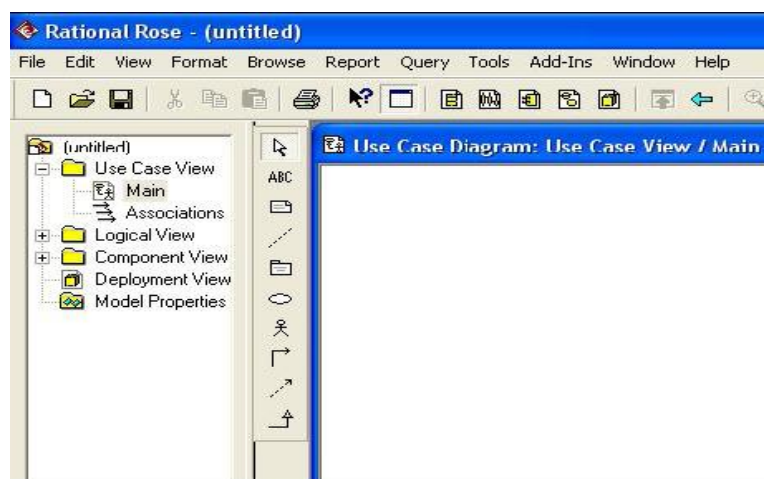 Rational Rose - (untitled)
File Edit View Format Browse Report Query Tools Add-Ins Window Help
(untitled)
Use Case View
Main
Associations
Logical View
Component View
Deployment View
Model Properties
ABC
Use Case Diagram: Use Case View / Main